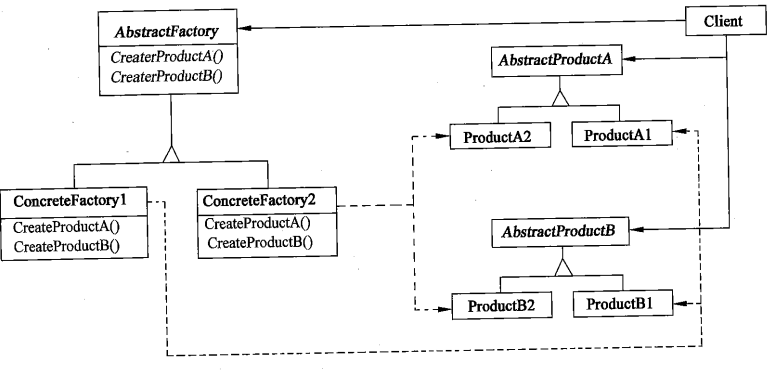 AbstractFactory
CreaterProductA()
CreaterProductB()
Client
AbstractProductA
ProductA2
ProductA1
ConcreteFactory1
CreateProductA()
CreateProductB()
ConcreteFactory2
CreateProductA()
CreateProductB()
AbstractProductB
ProductB2
ProductB1